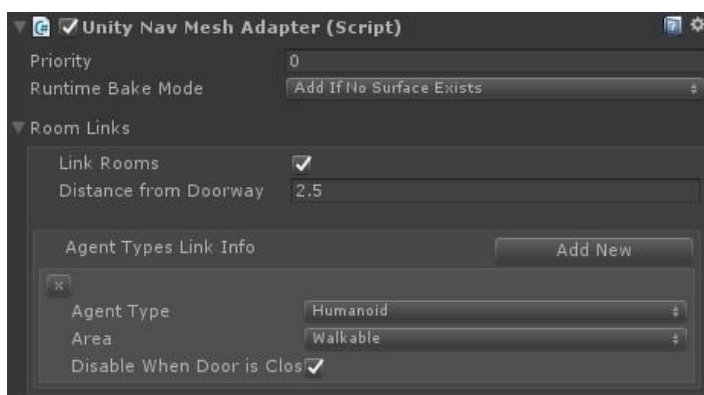 Unity Nav Mesh Adapter (Script)
Priority 0
Runtime Bake Mode Add If No Surface Exists
Room Links
Link Rooms
Distance from Doorway 2.5
Agent Types Link Info Add New
x
Agent Type Humanoid
Area Walkable
Disable When Door is Clos